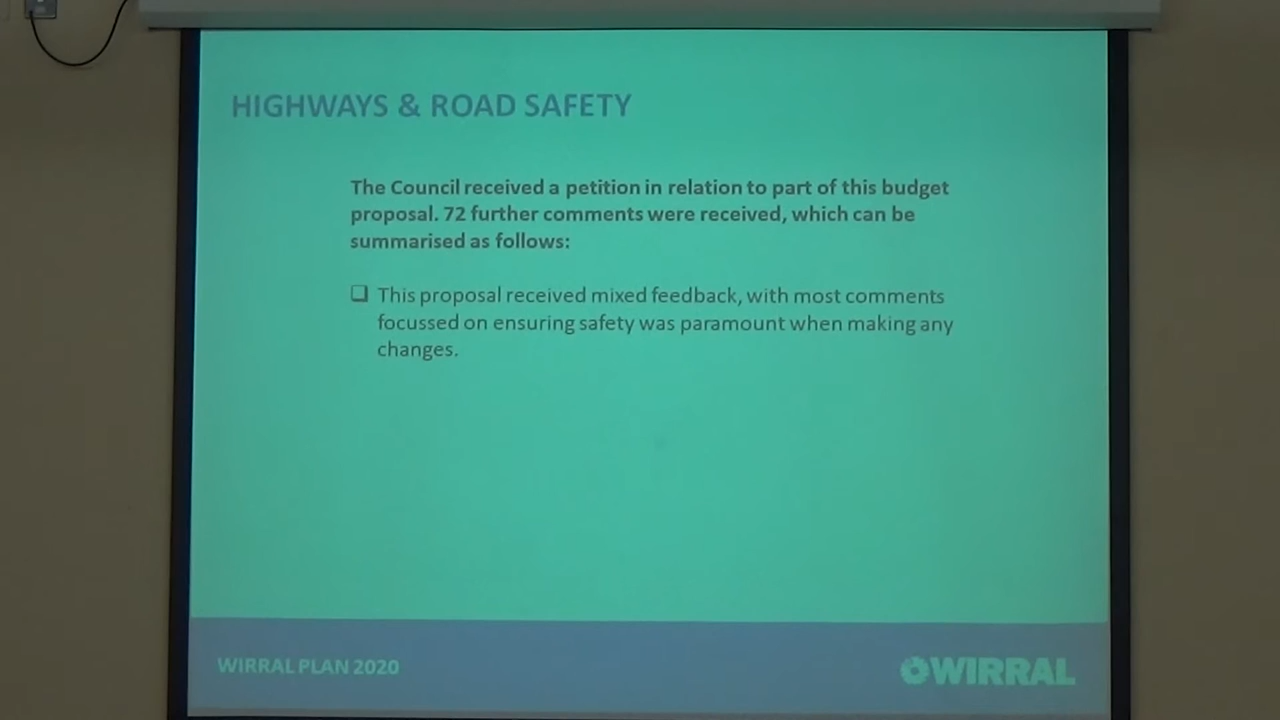 HIGHWAYS & ROAD SAFETY
The Council received a petition in relation to part of this budget
proposal. 72 further comments were received, which can be
summarised as follows:
❑ This proposal received mixed feedback, with most comments
focussed on ensuring safety was paramount when making any
changes.
WIRRAL PLAN 2020
WIRRAL